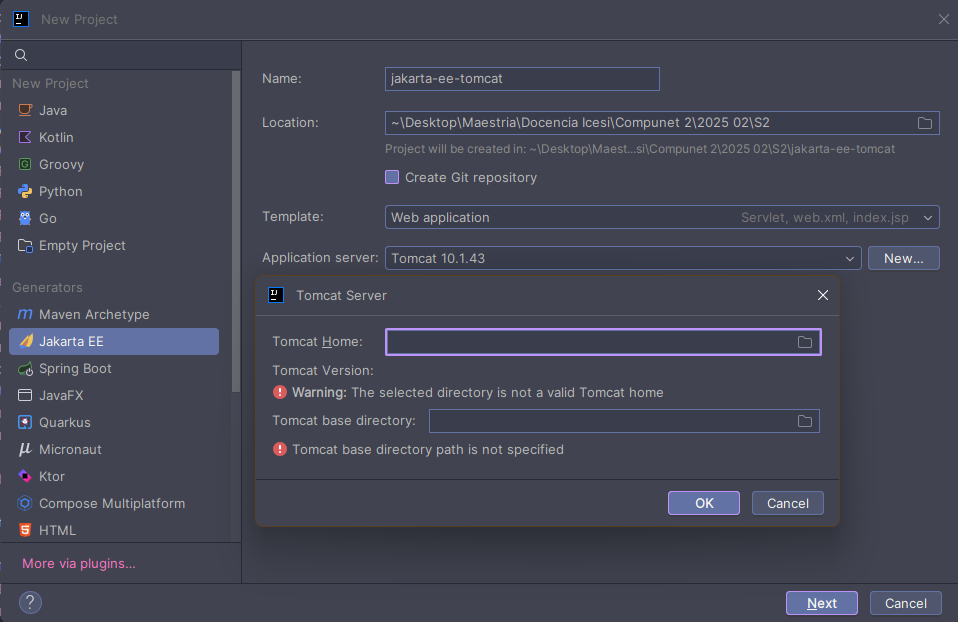 New Project
New Project
Java
Kotlin
Groovy
Python
Go
Empty Project
Generators
Maven Archetype
Jakarta EE
Spring Boot
JavaFX
Quarkus
Micronaut
Ktor
Compose Multiplatform
HTML
More via plugins...
Name: jakarta-ee-tomcat
Location: ~\Desktop\Maestria\Docencia Icesi\Compunet 2\2025 02\S2
Project will be created in: ~\Desktop\Maest...si\Compunet 2\2025 02\S2\jakarta-ee-tomcat
Create Git repository
Template: Web application Servlet, web.xml, index.jsp
Application server: Tomcat 10.1.43 New...
Tomcat Server
Tomcat Home:
Tomcat Version:
Warning: The selected directory is not a valid Tomcat home
Tomcat base directory:
Tomcat base directory path is not specified
OK Cancel
? Next Cancel